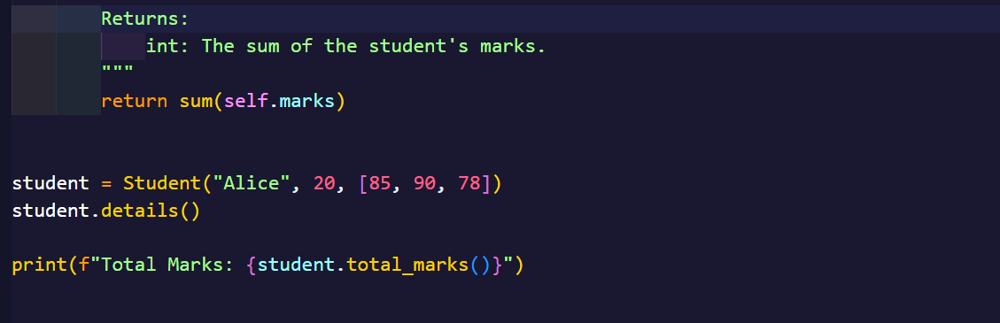 Returns:
int: The sum of the student's marks.
"""
return sum(self.marks)
student = Student("Alice", 20, [85, 90, 78])
student.details()
print(f"Total Marks: {student.total_marks()}")